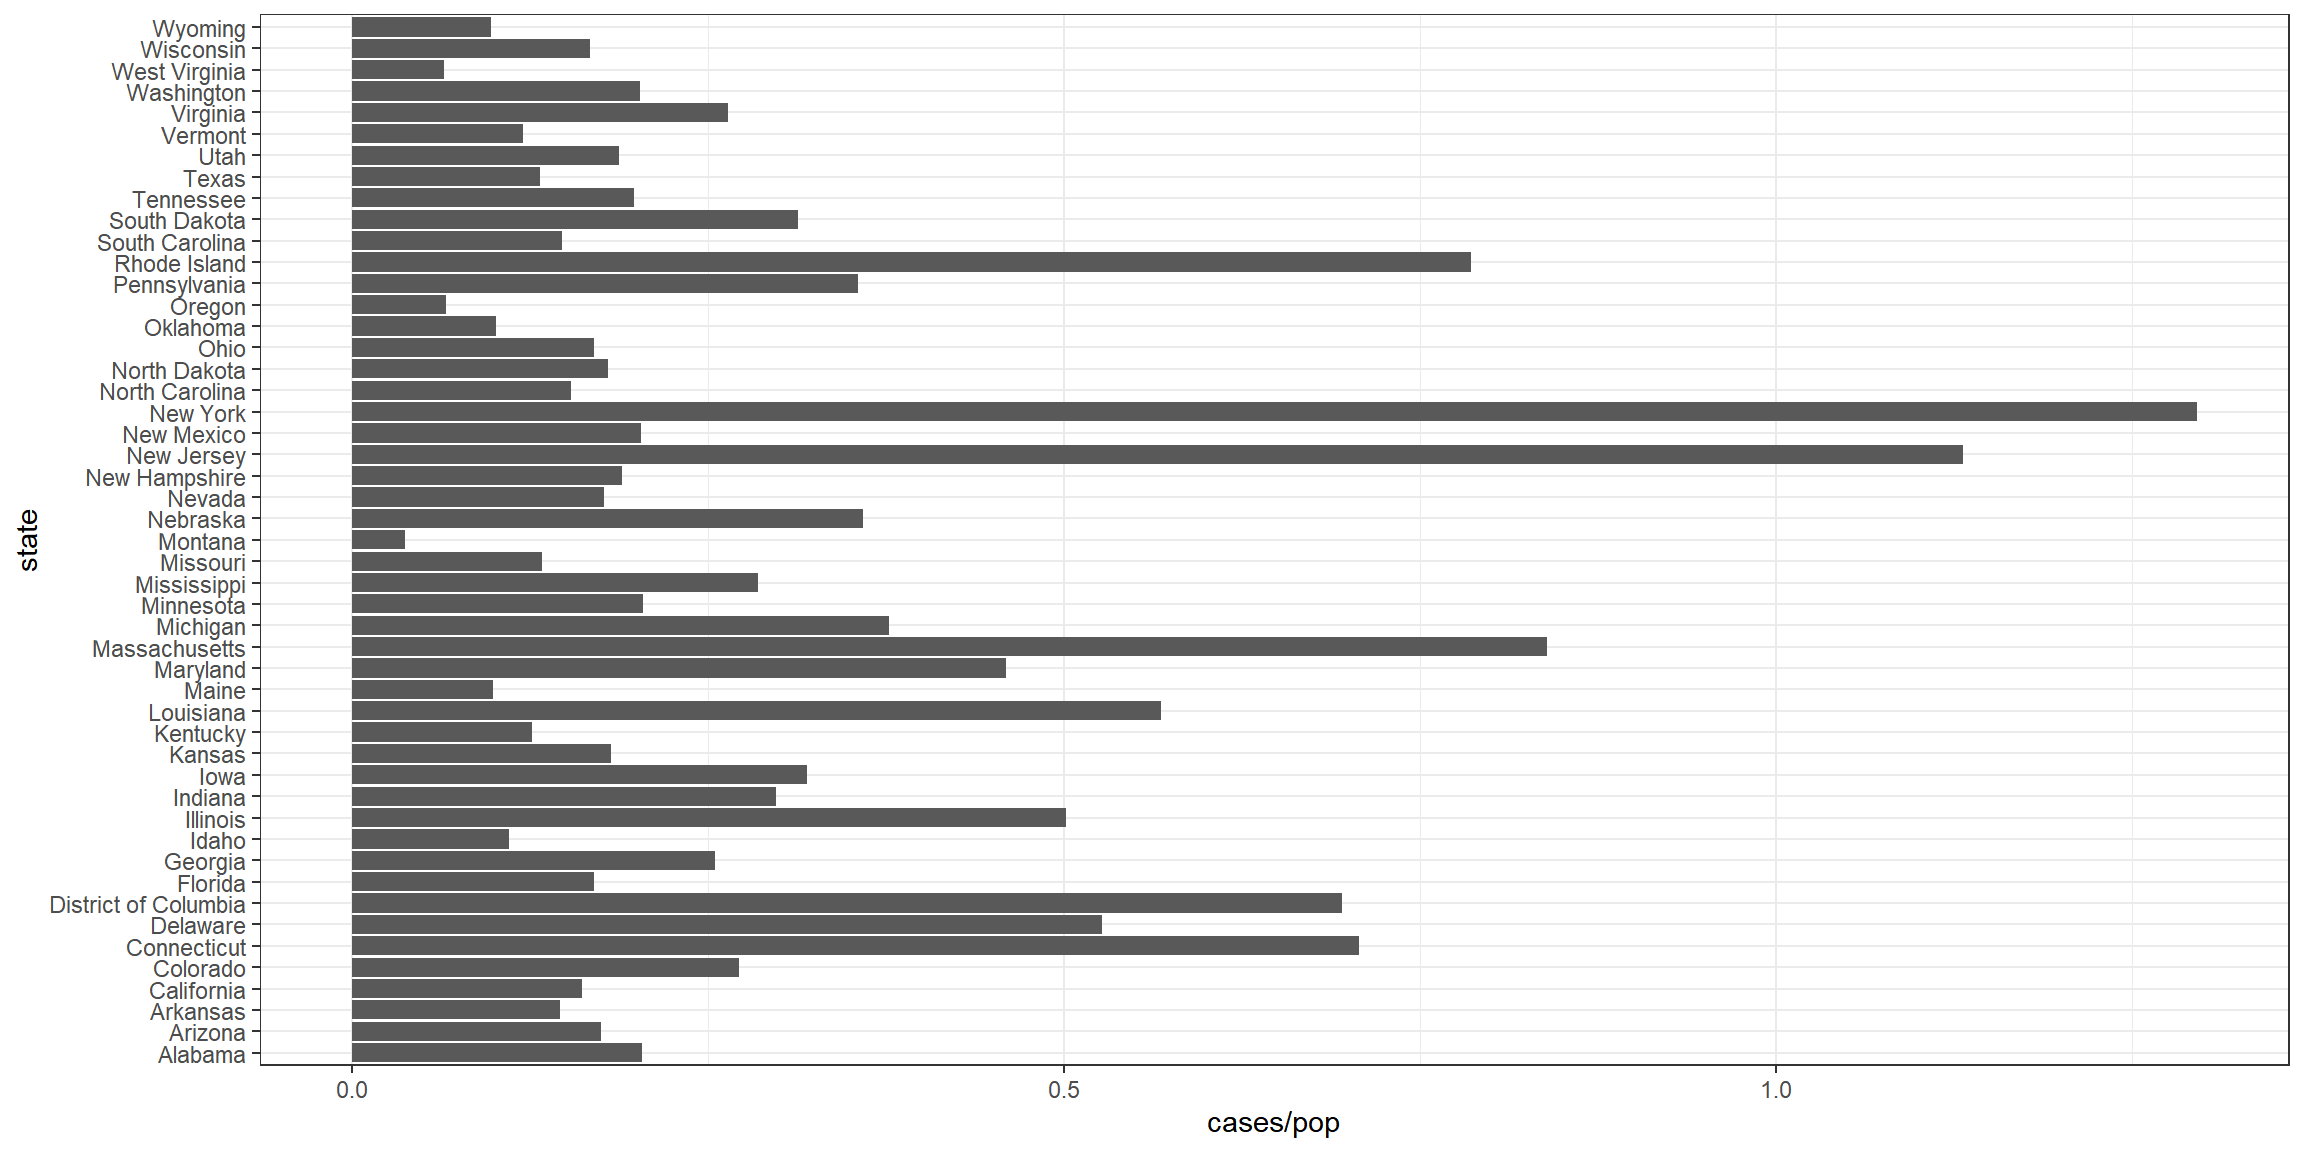 Wyoming
Wisconsin
West Virginia
Washington
Virginia
Vermont
Utah
Texas
Tennessee
South Dakota
South Carolina
Rhode Island
Pennsylvania
Oregon
Oklahoma
Ohio
North Dakota
North Carolina
New York
New Mexico
New Jersey
New Hampshire
Nevada
Nebraska
Montana
Missouri
Mississippi
Minnesota
Michigan
Massachusetts
Maryland
Maine
Louisiana
Kentucky
Kansas
Iowa
Indiana
Illinois
Idaho
Georgia
Florida
District of Columbia
Delaware
Connecticut
Colorado
California
Arkansas
Arizona
Alabama
state
0.0 0.5 1.0
cases/pop